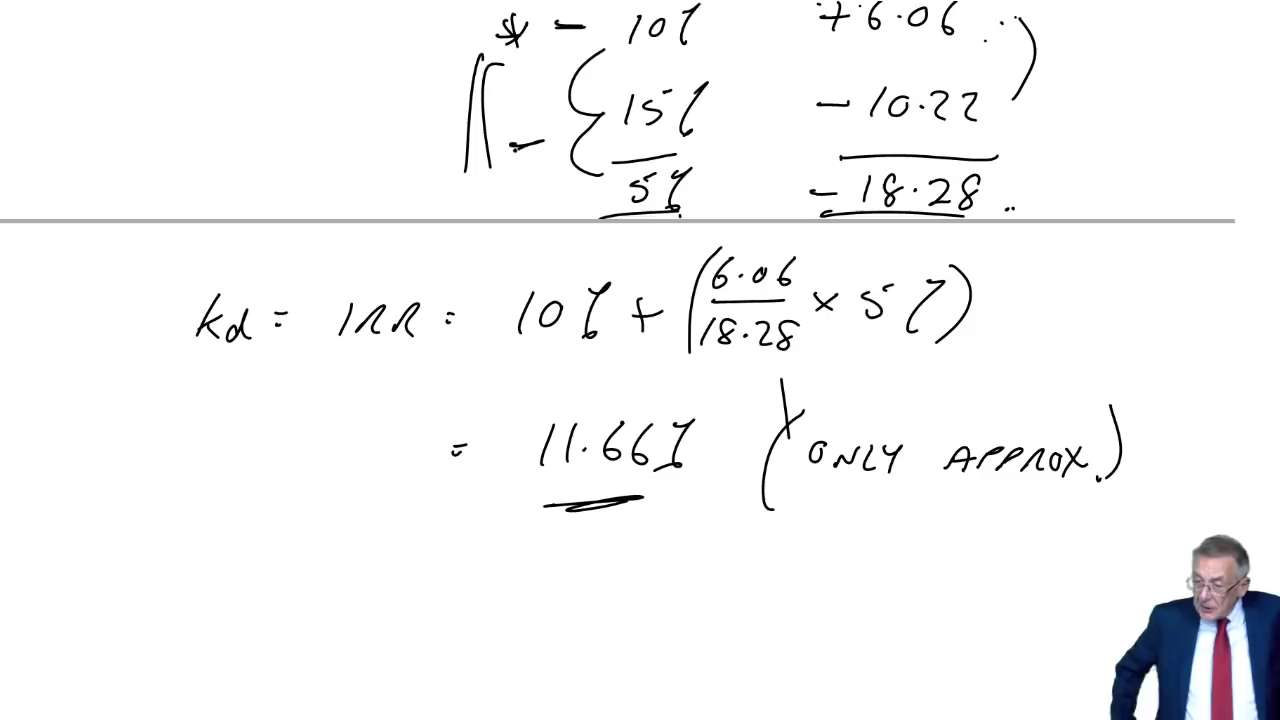 * - 10% +6.06
- { 15% - 10.22
5% - 18.28
kd = IRR = 10% + (6.06/18.28 × 5%)
= 11.66% (ONLY APPROX.)